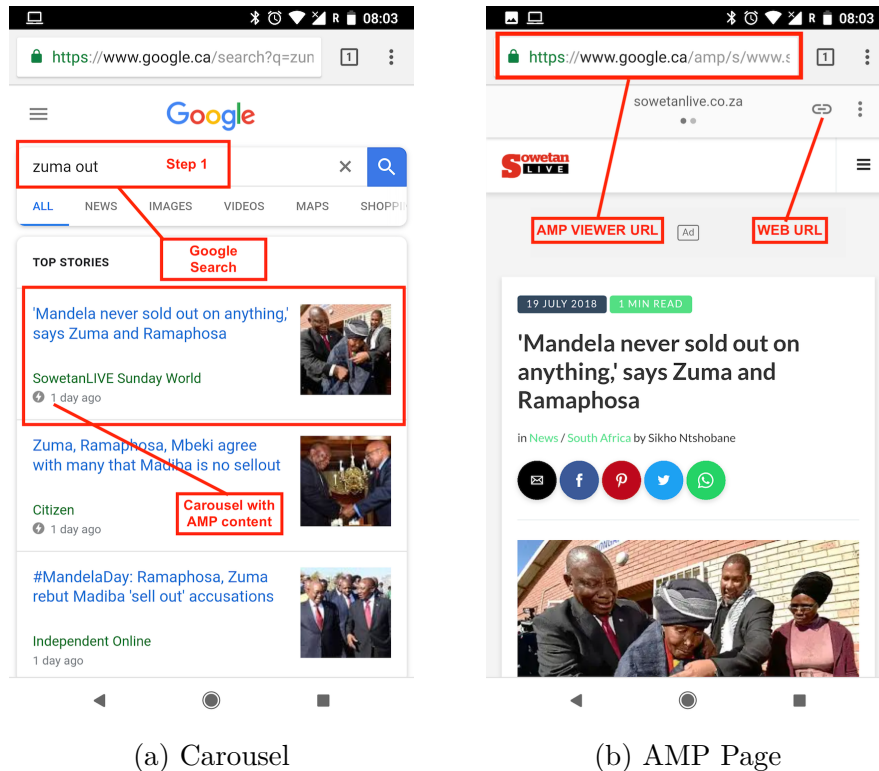 08:03
https://www.google.ca/search?q=zun
1
Google
zuma out
Step 1
ALL NEWS IMAGES VIDEOS MAPS SHOPPI
Google
Search
TOP STORIES
'Mandela never sold out on anything,'
says Zuma and Ramaphosa
SowetanLIVE Sunday World
1 day ago
Zuma, Ramaphosa, Mbeki agree
with many that Madiba is no sellout
Citizen
1 day ago
Carousel with
AMP content
#MandelaDay: Ramaphosa, Zuma
rebut Madiba 'sell out' accusations
Independent Online
1 day ago
(a) Carousel
R 08:03
https://www.google.ca/amp/s/www.s
1
sowetanlive.co.za
Sowetan
LIVE
AMP VIEWER URL
Ad
WEB URL
19 JULY 2018
1 MIN READ
'Mandela never sold out on
anything,' says Zuma and
Ramaphosa
in News / South Africa by Sikho Ntshobane
(b) AMP Page